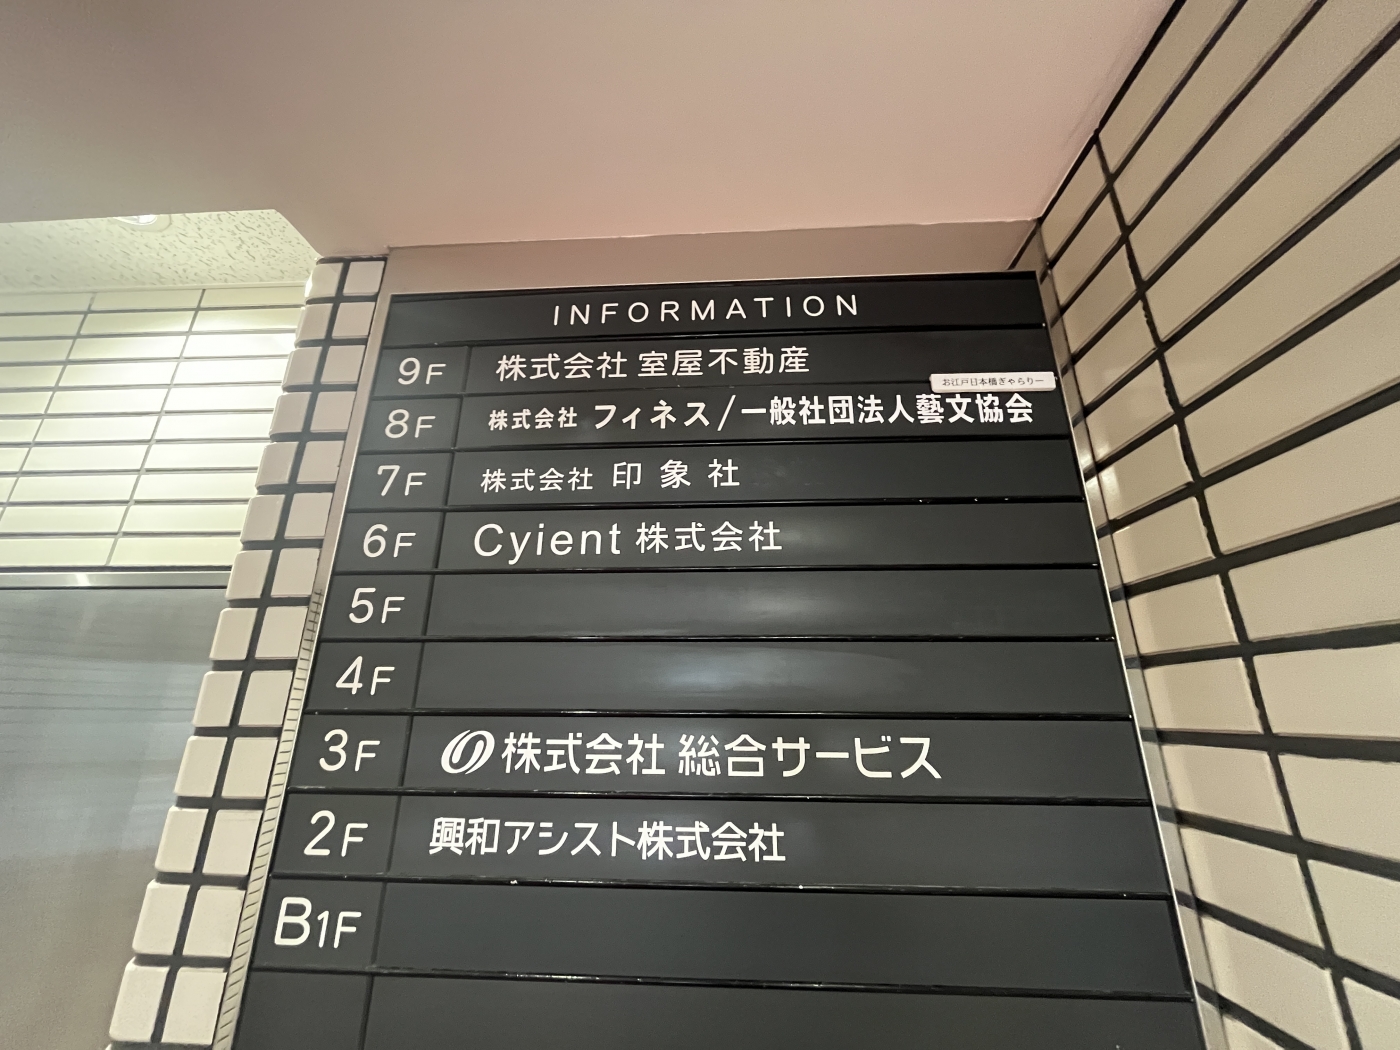 INFORMATION
9F 株式会社 室屋不動産
お江戸日本橋ぎゃらりー
8F 株式会社 フィネス/一般社団法人藝文協会
7F 株式会社 印象社
6F Cyient 株式会社
5F
4F
3F 株式会社 総合サービス
2F 興和アシスト株式会社
B1F